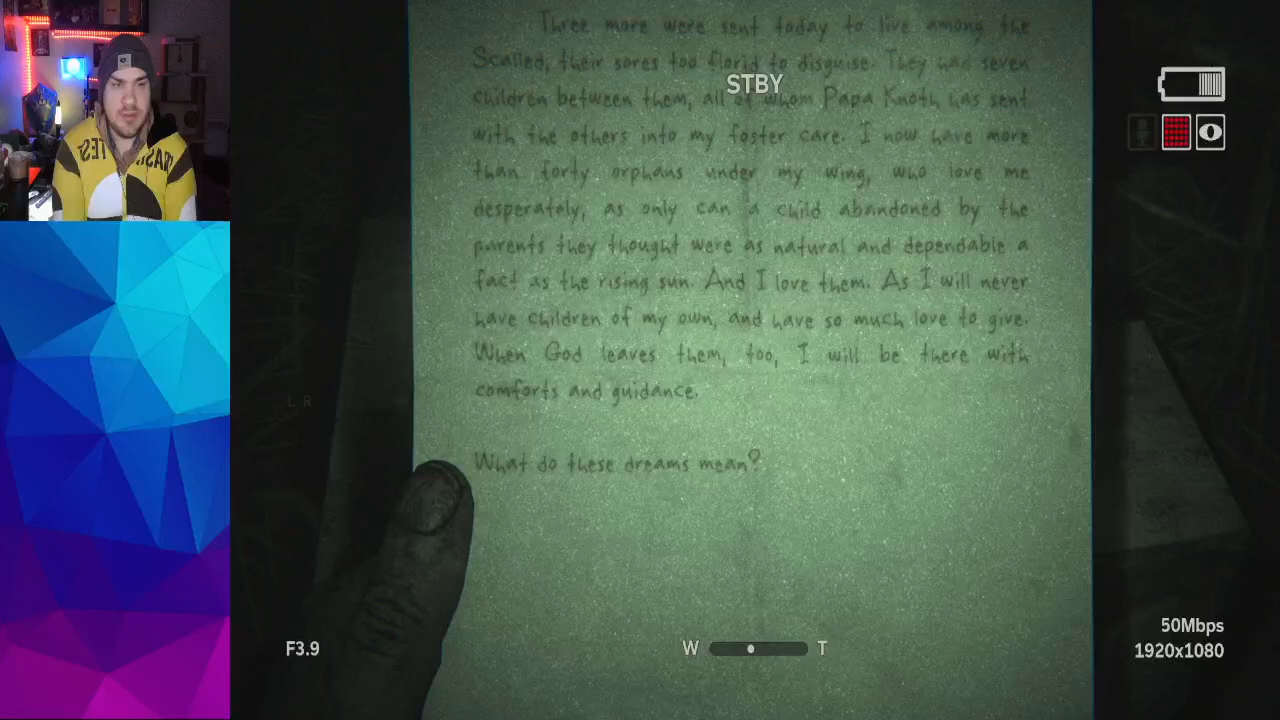 Three more were sent today to live among the
Scalled, their sores too florid to disguise. They had seven
children between them, all of whom Papa Knoth has sent
with the others into my foster care. I now have more
than forty orphans under my wing, who love me
desperately, as only can a child abandoned by the
parents they thought were as natural and dependable a
fact as the rising sun. And I love them. As I will never
have children of my own, and have so much love to give.
When God leaves them, too, I will be there with
comforts and guidance.
What do these dreams mean?
STBY
L R
F3.9
W T
50Mbps
1920x1080